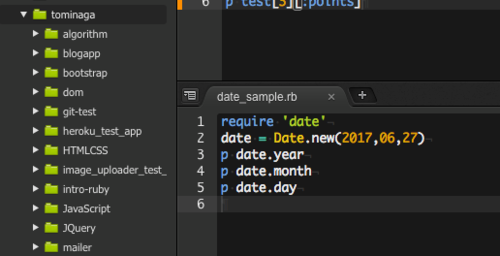 tominaga
algorithm
blogapp
bootstrap
dom
git-test
heroku_test_app
HTMLCSS
image_uploader_test_
intro-ruby
JavaScript
JQuery
mailer
6 p test[3][:points]
date_sample.rb
1 require 'date'
2 date = Date.new(2017,06,27)
3 p date.year
4 p date.month
5 p date.day
6